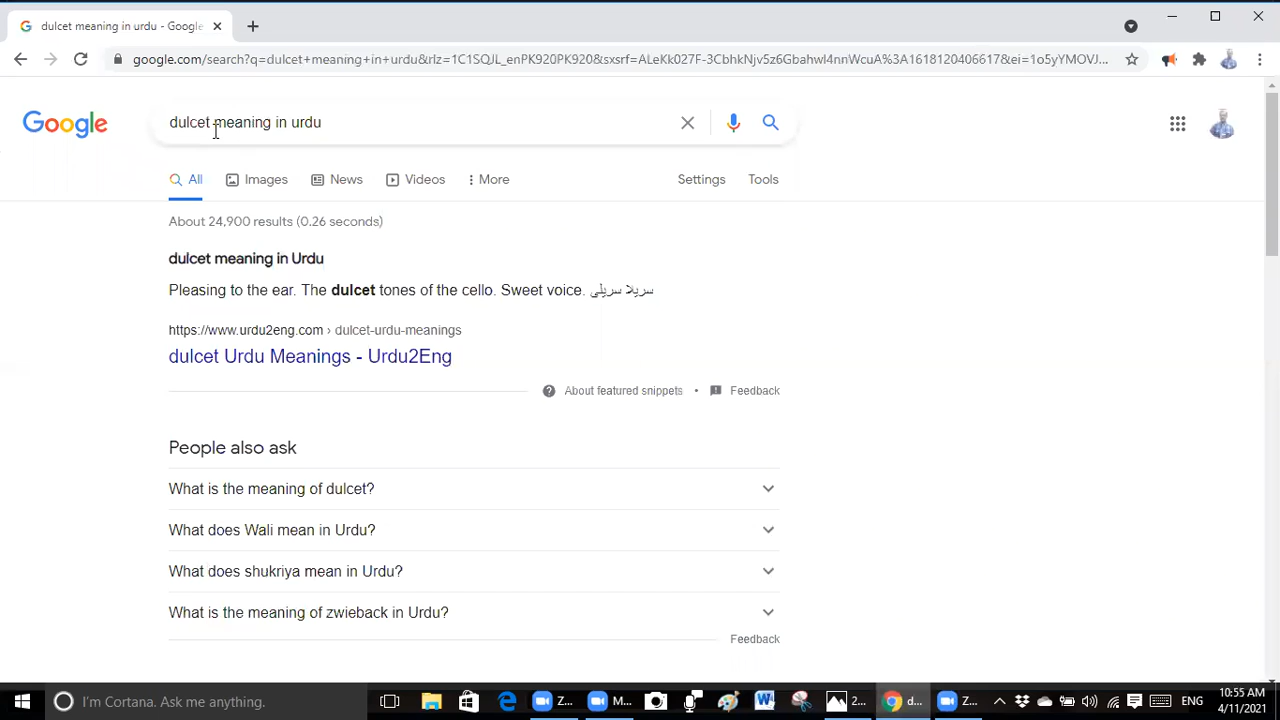 dulcet meaning in urdu - Google
google.com/search?q=dulcet+meaning+in+urdu&rlz=1C1SQJL_enPK920PK920&sxsrf=ALeKk027F-3CbhkNjv5z6Gbahwl4nnWcuA%3A1618120406617&ei=1o5yYMOVJ...
Google
dulcet meaning in urdu
All Images News Videos More Settings Tools
About 24,900 results (0.26 seconds)
dulcet meaning in Urdu
Pleasing to the ear. The dulcet tones of the cello. Sweet voice. سریلا سریلی
https://www.urdu2eng.com › dulcet-urdu-meanings
dulcet Urdu Meanings - Urdu2Eng
About featured snippets • Feedback
People also ask
What is the meaning of dulcet?
What does Wali mean in Urdu?
What does shukriya mean in Urdu?
What is the meaning of zwieback in Urdu?
Feedback
I'm Cortana. Ask me anything.
Z... M... 2... d... Z... ENG
10:55 AM
4/11/2021